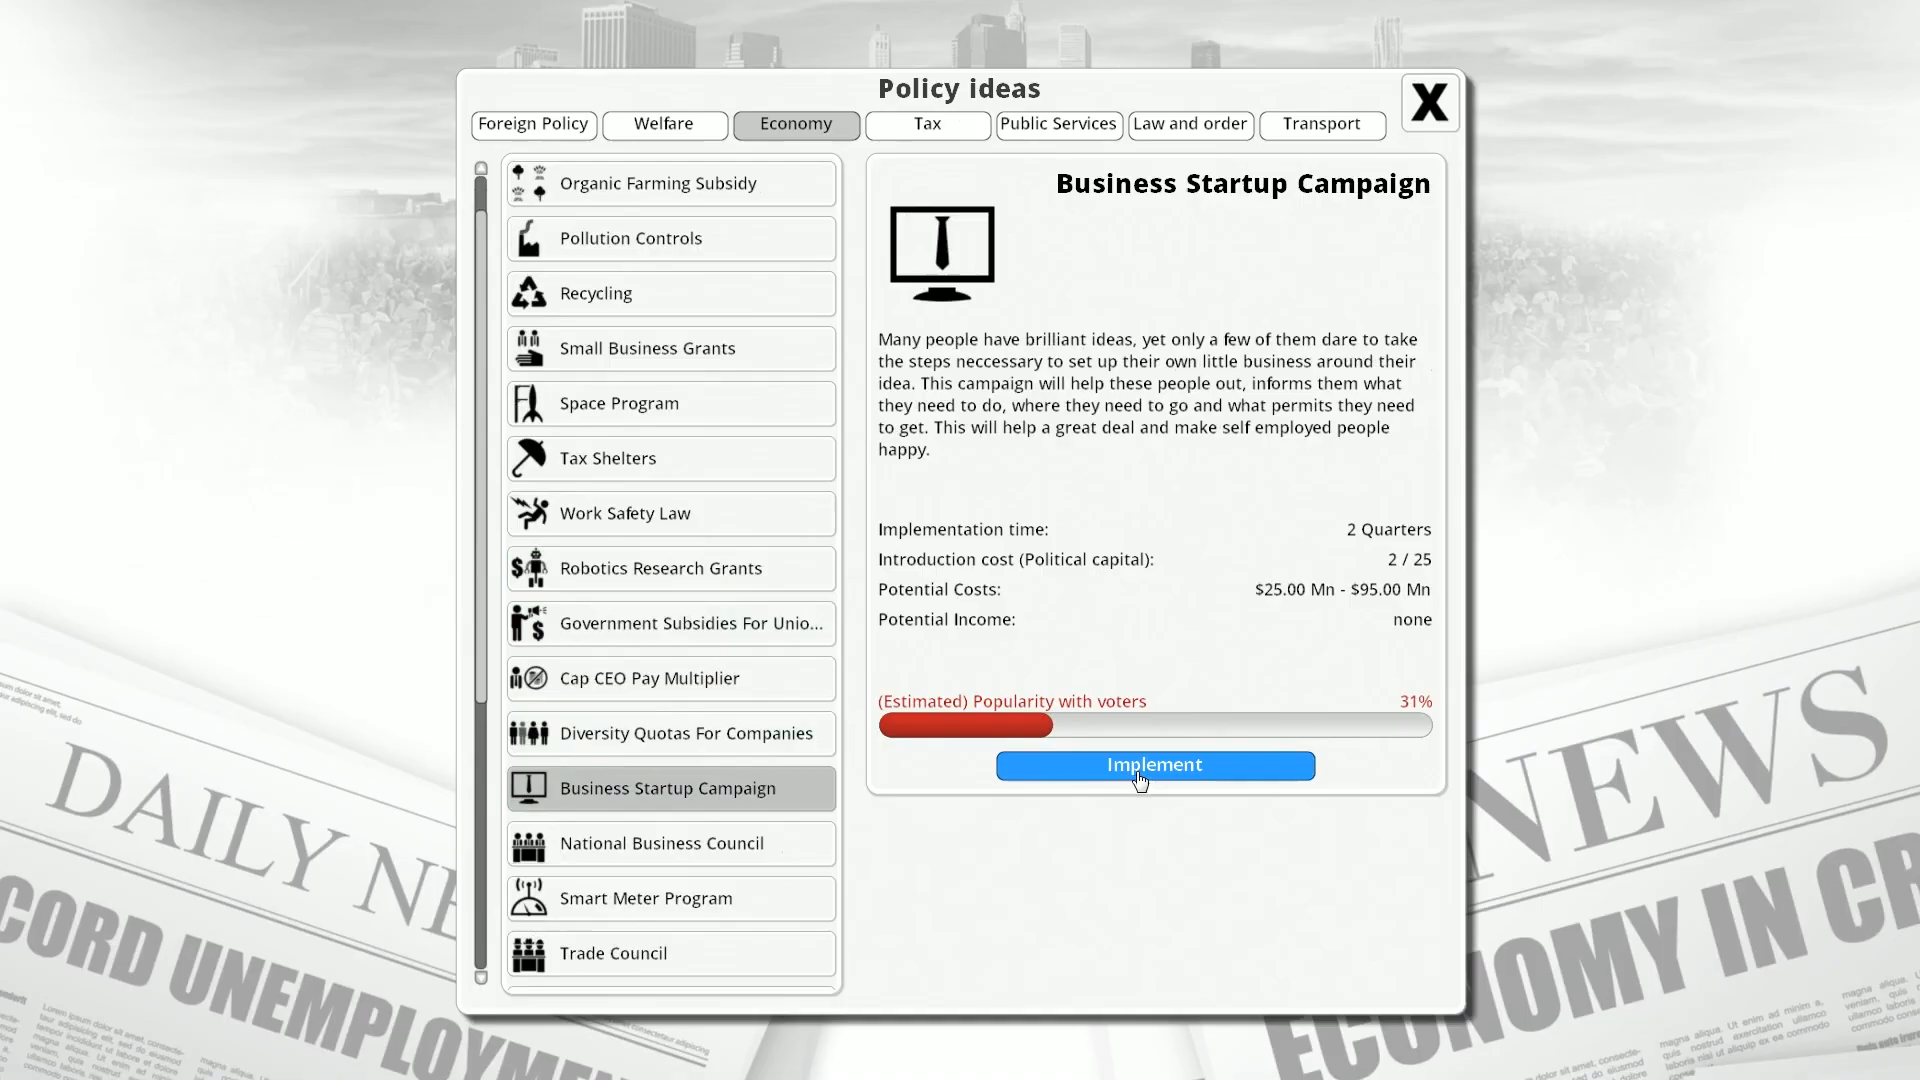 Policy ideas
X
Foreign Policy
Welfare
Economy
Tax
Public Services
Law and order
Transport
Organic Farming Subsidy
Pollution Controls
Recycling
Small Business Grants
Space Program
Tax Shelters
Work Safety Law
Robotics Research Grants
Government Subsidies For Unio...
Cap CEO Pay Multiplier
Diversity Quotas For Companies
Business Startup Campaign
National Business Council
Smart Meter Program
Trade Council
Business Startup Campaign
Many people have brilliant ideas, yet only a few of them dare to take
the steps neccessary to set up their own little business around their
idea. This campaign will help these people out, informs them what
they need to do, where they need to go and what permits they need
to get. This will help a great deal and make self employed people
happy.
Implementation time: 2 Quarters
Introduction cost (Political capital): 2 / 25
Potential Costs: $25.00 Mn - $95.00 Mn
Potential Income: none
(Estimated) Popularity with voters 31%
Implement
DAILY NE
CORD UNEMPLOYME
NEWS
ECONOMY IN CR